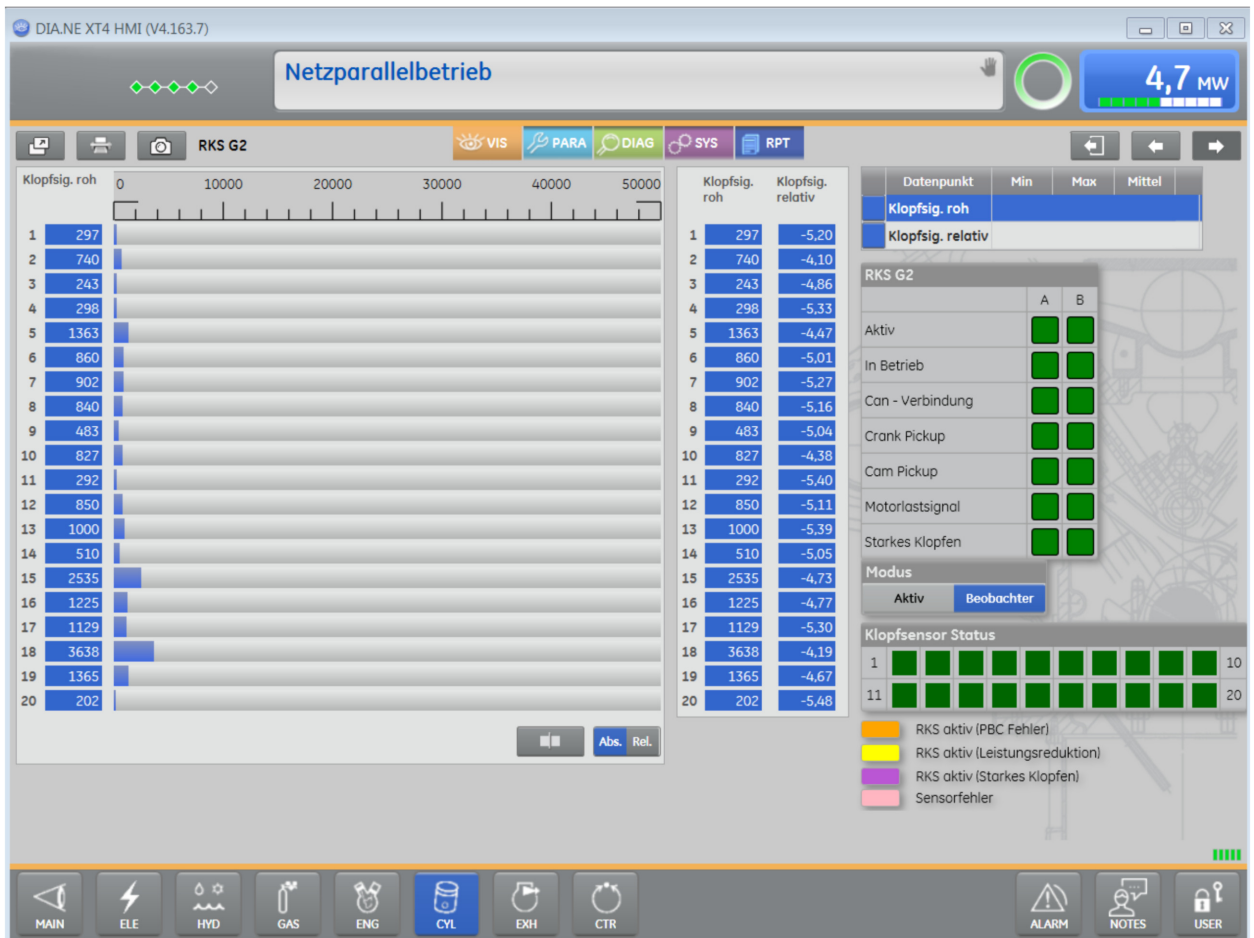 DIA.NE XT4 HMI (V4.163.7)
Netzparallelbetrieb
4,7 MW
RKS G2
VIS PARA DIAG SYS RPT
Klopfsig. roh 0 10000 20000 30000 40000 50000
1 297
2 740
3 243
4 298
5 1363
6 860
7 902
8 840
9 483
10 827
11 292
12 850
13 1000
14 510
15 2535
16 1225
17 1129
18 3638
19 1365
20 202
Abs. Rel.
Klopfsig. Klopfsig.
roh relativ
1 297 -5,20
2 740 -4,10
3 243 -4,86
4 298 -5,33
5 1363 -4,47
6 860 -5,01
7 902 -5,27
8 840 -5,16
9 483 -5,04
10 827 -4,38
11 292 -5,40
12 850 -5,11
13 1000 -5,39
14 510 -5,05
15 2535 -4,73
16 1225 -4,77
17 1129 -5,30
18 3638 -4,19
19 1365 -4,67
20 202 -5,48
Datenpunkt Min Max Mittel
Klopfsig. roh
Klopfsig. relativ
RKS G2
A B
Aktiv
In Betrieb
Can - Verbindung
Crank Pickup
Cam Pickup
Motorlastsignal
Starkes Klopfen
Modus
Aktiv Beobachter
Klopfsensor Status
1 10
11 20
RKS aktiv (PBC Fehler)
RKS aktiv (Leistungsreduktion)
RKS aktiv (Starkes Klopfen)
Sensorfehler
MAIN ELE HYD GAS ENG CYL EXH CTR ALARM NOTES USER